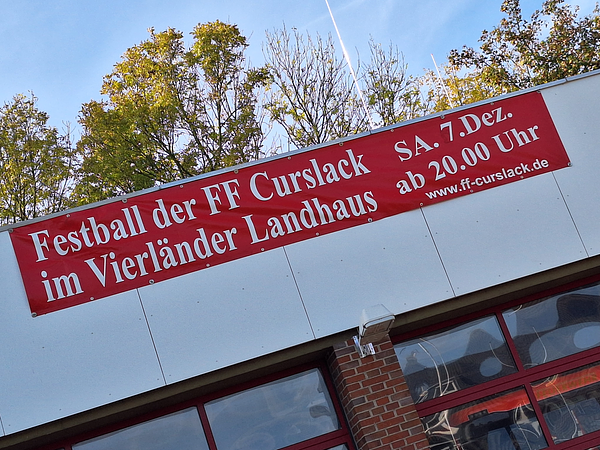 Festball der FF Curslack
im Vierländer Landhaus
SA. 7.Dez.
ab 20.00 Uhr
www.ff-curslack.de